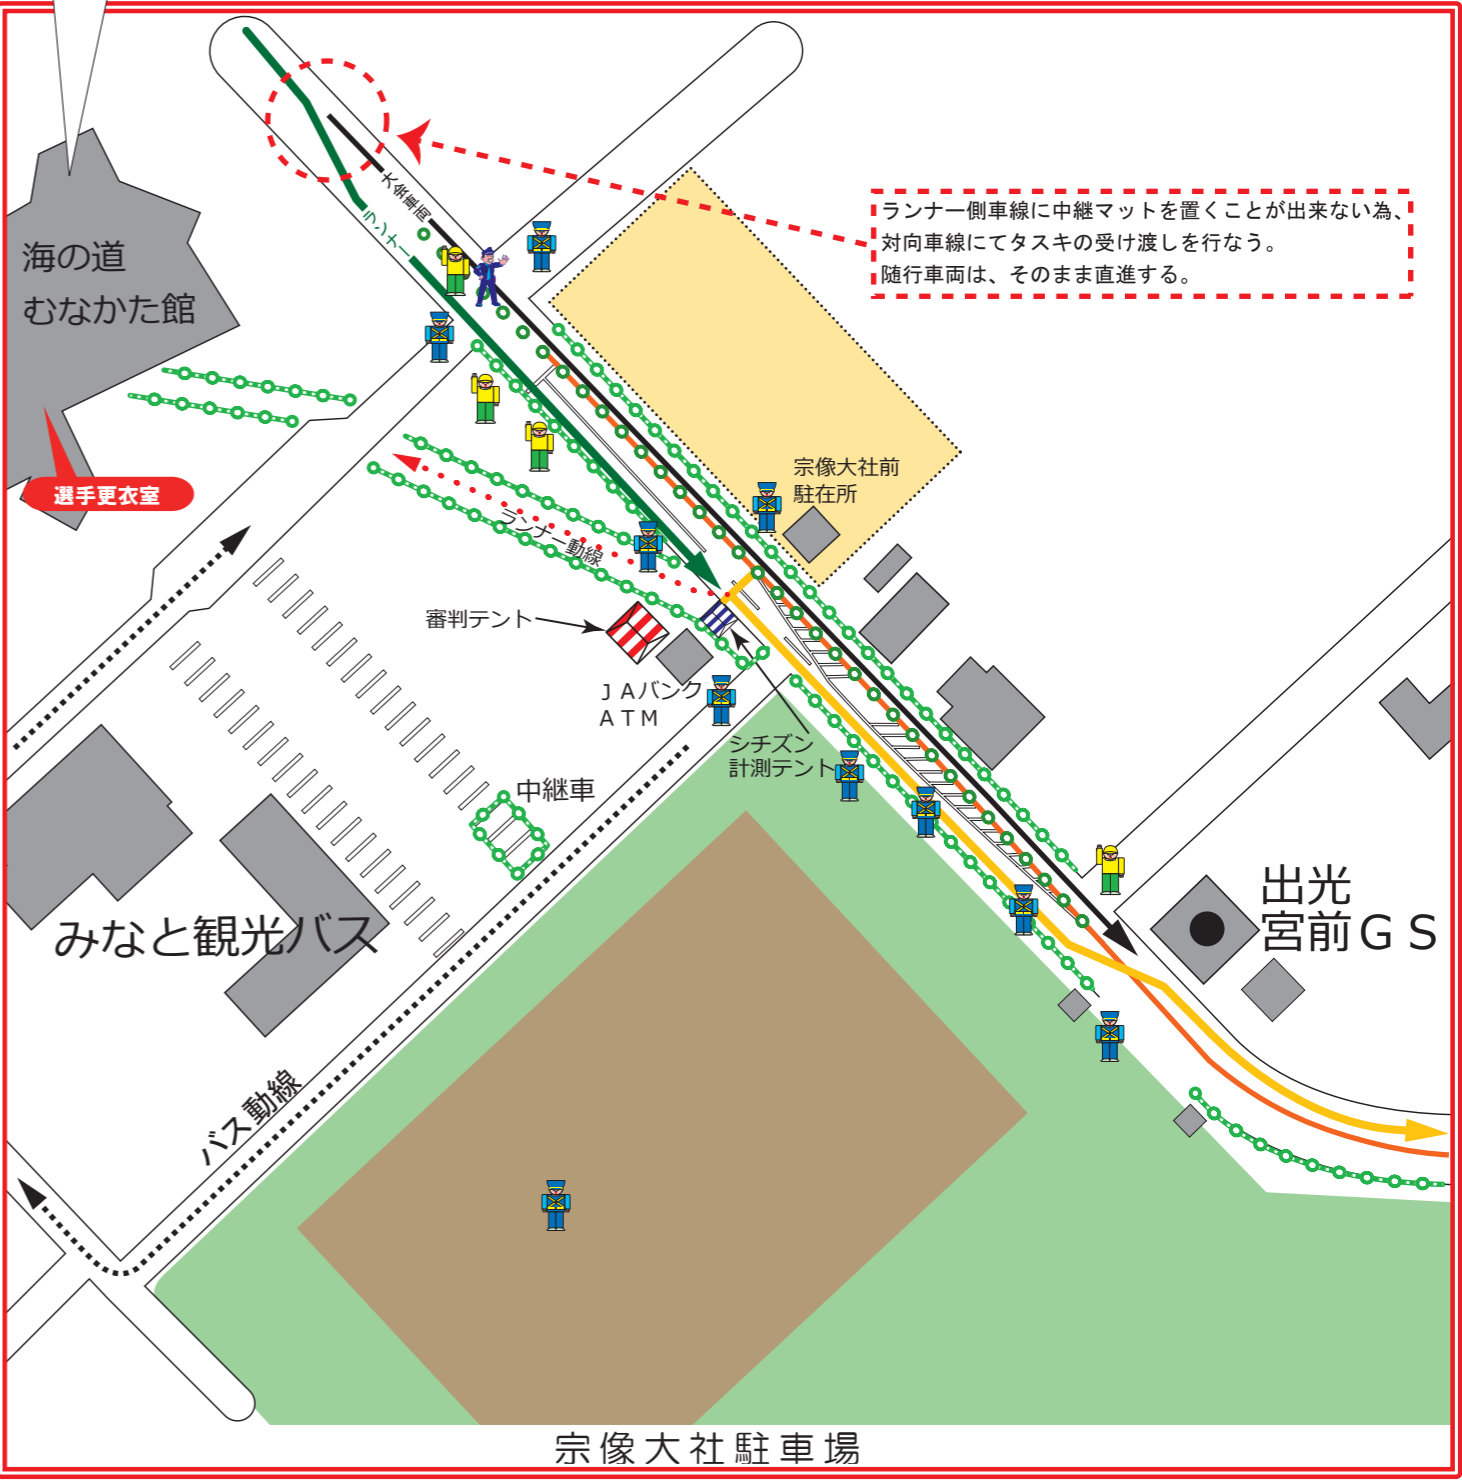 大会車両
ランナー
ランナー側車線に中継マットを置くことが出来ない為、
対向車線にてタスキの受け渡しを行なう。
随行車両は、そのまま直進する。
海の道
むなかた館
選手更衣室
宗像大社前
駐在所
ランナー動線
審判テント
ＪＡバンク
ＡＴＭ
シチズン
計測テント
中継車
みなと観光バス
出光
宮前ＧＳ
バス動線
宗像大社駐車場